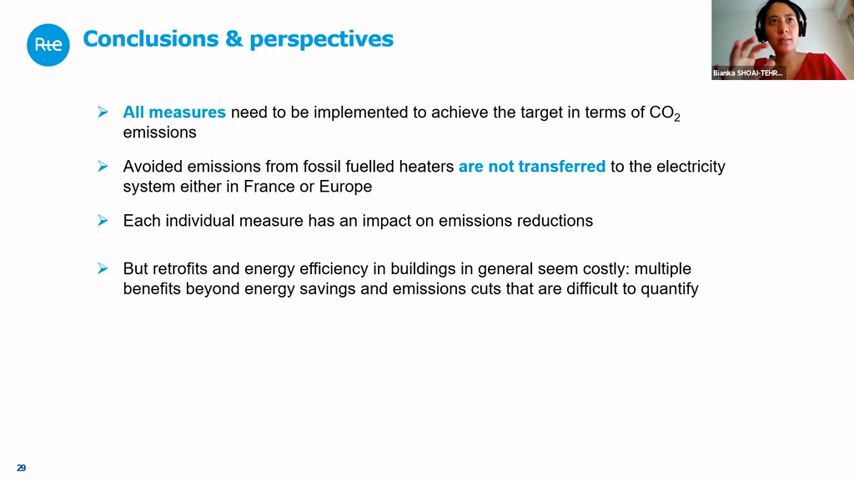 Rte
Conclusions & perspectives
Bianka SHOAI-TEHR...
All measures need to be implemented to achieve the target in terms of CO2
emissions
Avoided emissions from fossil fuelled heaters are not transferred to the electricity
system either in France or Europe
Each individual measure has an impact on emissions reductions
But retrofits and energy efficiency in buildings in general seem costly: multiple
benefits beyond energy savings and emissions cuts that are difficult to quantify
29